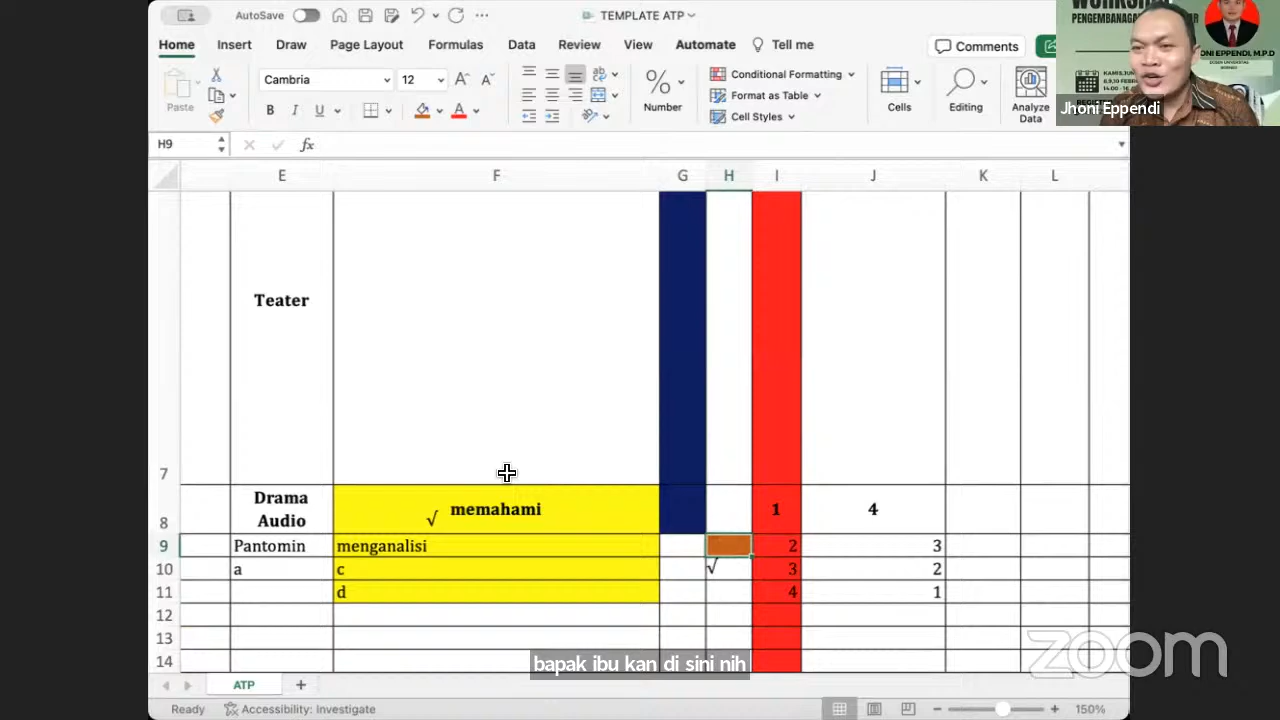 AutoSave
TEMPLATE ATP
Home Insert Draw Page Layout Formulas Data Review View Automate Tell me
Comments
Paste
Cambria 12
B I U
A
Number
Conditional Formatting
Format as Table
Cell Styles
Cells
Editing
Analyze Data
WORKSHOP
ONI EPPENDI, M.P.D
Jhoni Eppendi
H9 fx
E F G H I J K L
Teater
7
8 Drama Audio √ memahami 1 4
9 Pantomin menganalisi 2 3
10 a c √ 3 2
11 d 4 1
12
13
14
bapak ibu kan di sini nih
zoom
ATP +
Ready Accessibility: Investigate 150%